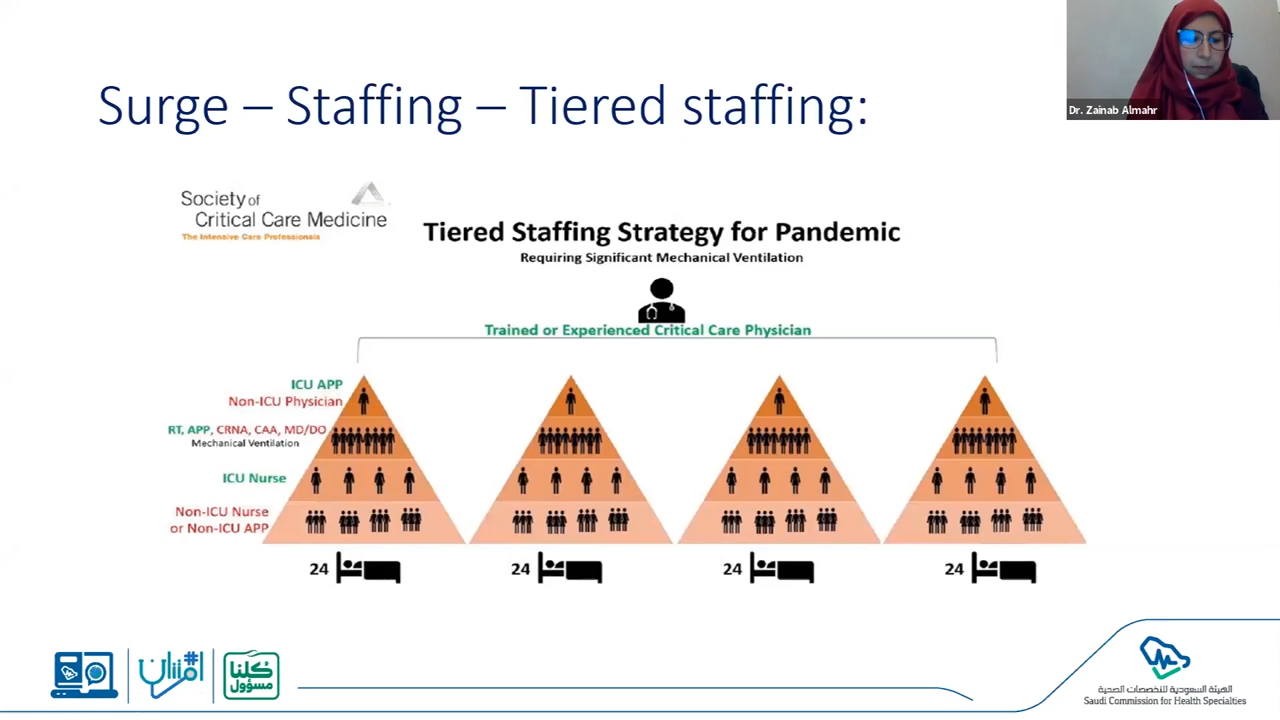 Surge – Staffing – Tiered staffing:
Dr. Zainab Almahr
Society of
Critical Care Medicine
The Intensive Care Professionals
Tiered Staffing Strategy for Pandemic
Requiring Significant Mechanical Ventilation
Trained or Experienced Critical Care Physician
ICU APP
Non-ICU Physician
RT, APP, CRNA, CAA, MD/DO
Mechanical Ventilation
ICU Nurse
Non-ICU Nurse
or Non-ICU APP
24
24
24
24
كلنا
مسؤول
الهيئة السعودية للتخصصات الصحية
Saudi Commission for Health Specialties